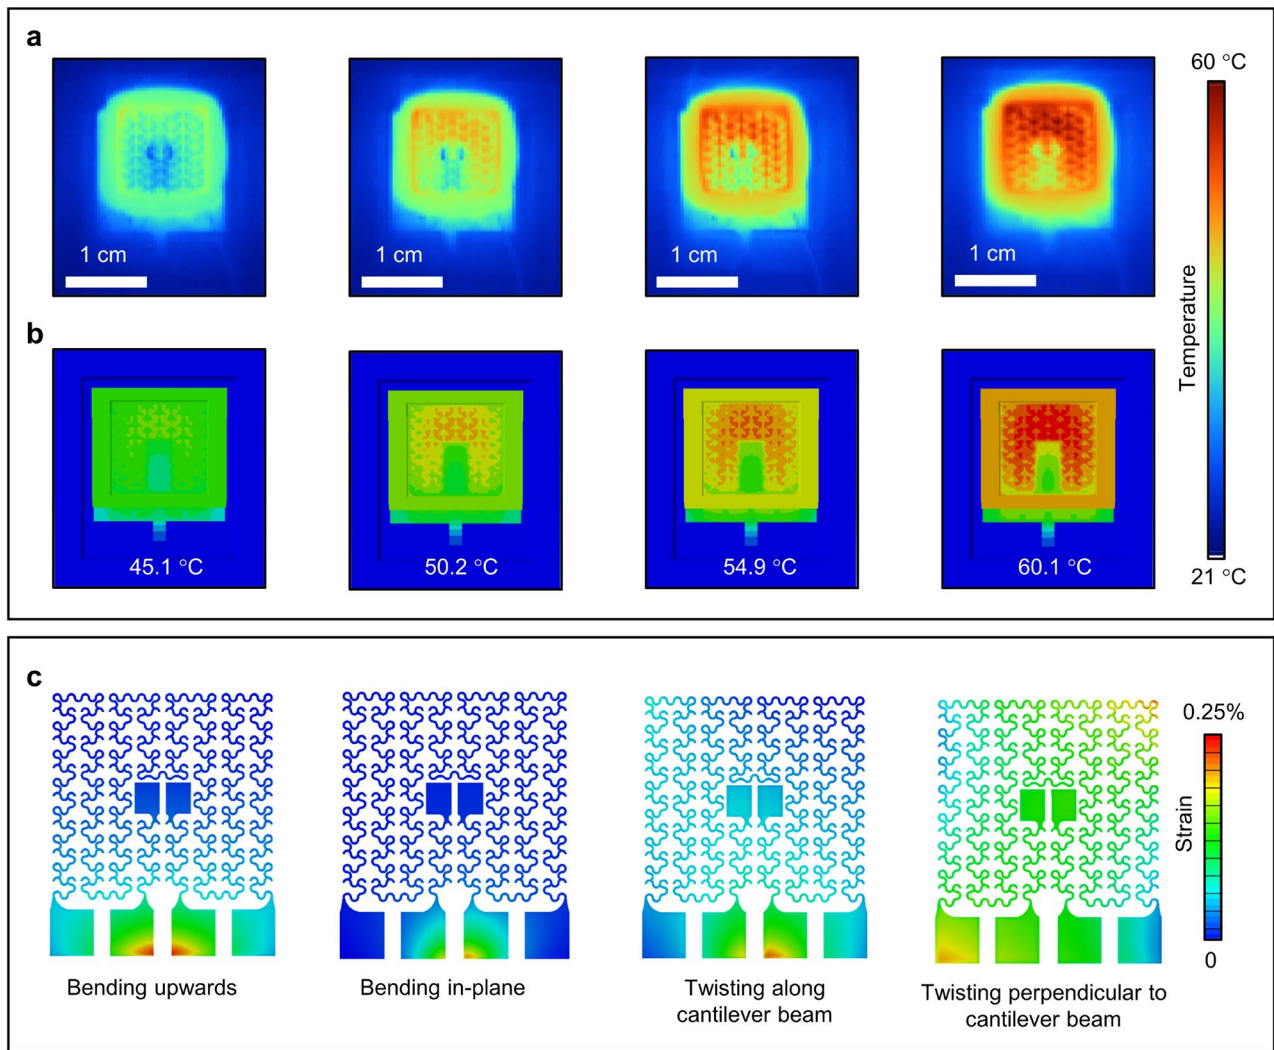 a
60 °C
1 cm
1 cm
1 cm
1 cm
Temperature
b
45.1 °C
50.2 °C
54.9 °C
60.1 °C
21 °C
c
0.25%
Strain
0
Bending upwards
Bending in-plane
Twisting along
cantilever beam
Twisting perpendicular to
cantilever beam